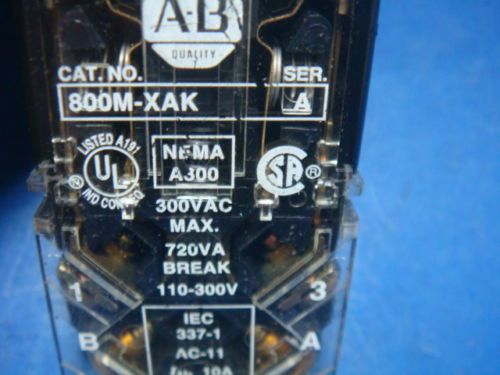 A-B
QUALITY
CAT. NO. SER.
800M-XAK A
LISTED A191
UL
IND CONT EQ
NEMA
A300
SA ®
300VAC
MAX.
720VA
BREAK
110-300V
1 3
B A
IEC
337-1
AC-11
10A